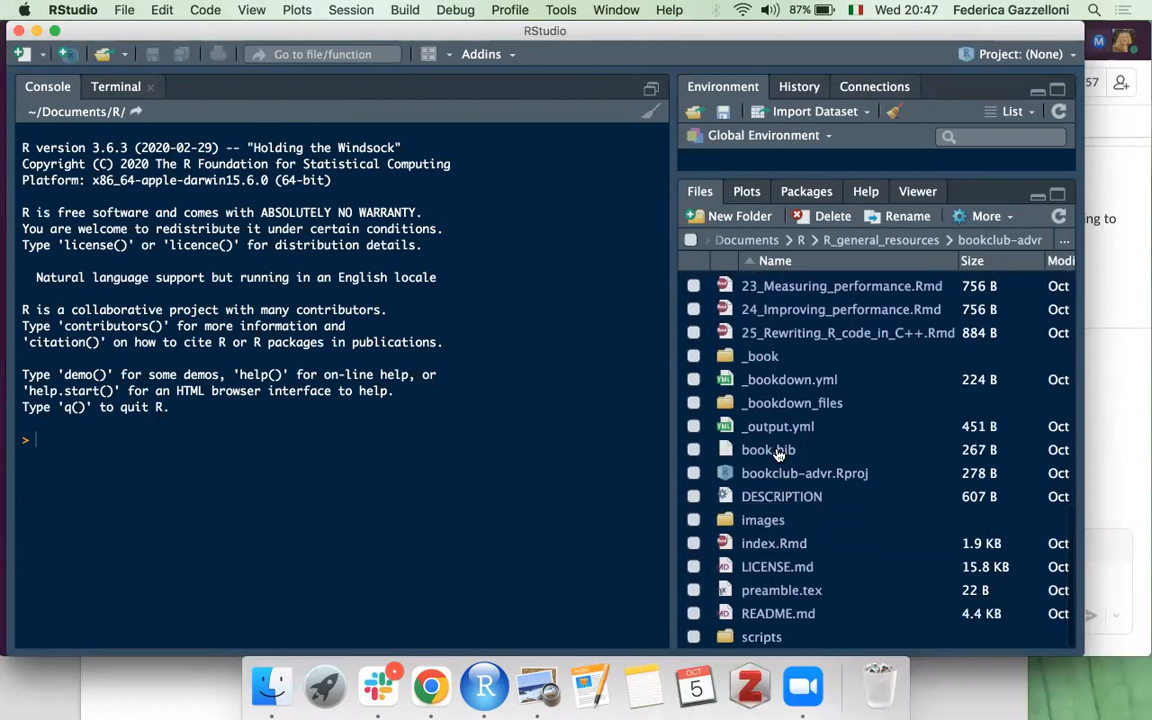 RStudio File Edit Code View Plots Session Build Debug Profile Tools Window Help 87% Wed 20:47 Federica Gazzelloni
RStudio
Go to file/function Addins Project: (None)
Console Terminal
~/Documents/R/
R version 3.6.3 (2020-02-29) -- "Holding the Windsock"
Copyright (C) 2020 The R Foundation for Statistical Computing
Platform: x86_64-apple-darwin15.6.0 (64-bit)
R is free software and comes with ABSOLUTELY NO WARRANTY.
You are welcome to redistribute it under certain conditions.
Type 'license()' or 'licence()' for distribution details.
Natural language support but running in an English locale
R is a collaborative project with many contributors.
Type 'contributors()' for more information and
'citation()' on how to cite R or R packages in publications.
Type 'demo()' for some demos, 'help()' for on-line help, or
'help.start()' for an HTML browser interface to help.
Type 'q()' to quit R.
>
Environment History Connections
Import Dataset List
Global Environment
Files Plots Packages Help Viewer
New Folder Delete Rename More
Documents > R > R_general_resources > bookclub-advr ...
Name Size Modi
23_Measuring_performance.Rmd 756 B Oct
24_Improving_performance.Rmd 756 B Oct
25_Rewriting_R_code_in_C++.Rmd 884 B Oct
_book
_bookdown.yml 224 B Oct
_bookdown_files
_output.yml 451 B Oct
book.bib 267 B Oct
bookclub-advr.Rproj 278 B Oct
DESCRIPTION 607 B Oct
images
index.Rmd 1.9 KB Oct
LICENSE.md 15.8 KB Oct
preamble.tex 22 B Oct
README.md 4.4 KB Oct
scripts
M
57
ng to
OCT
5
R
Z